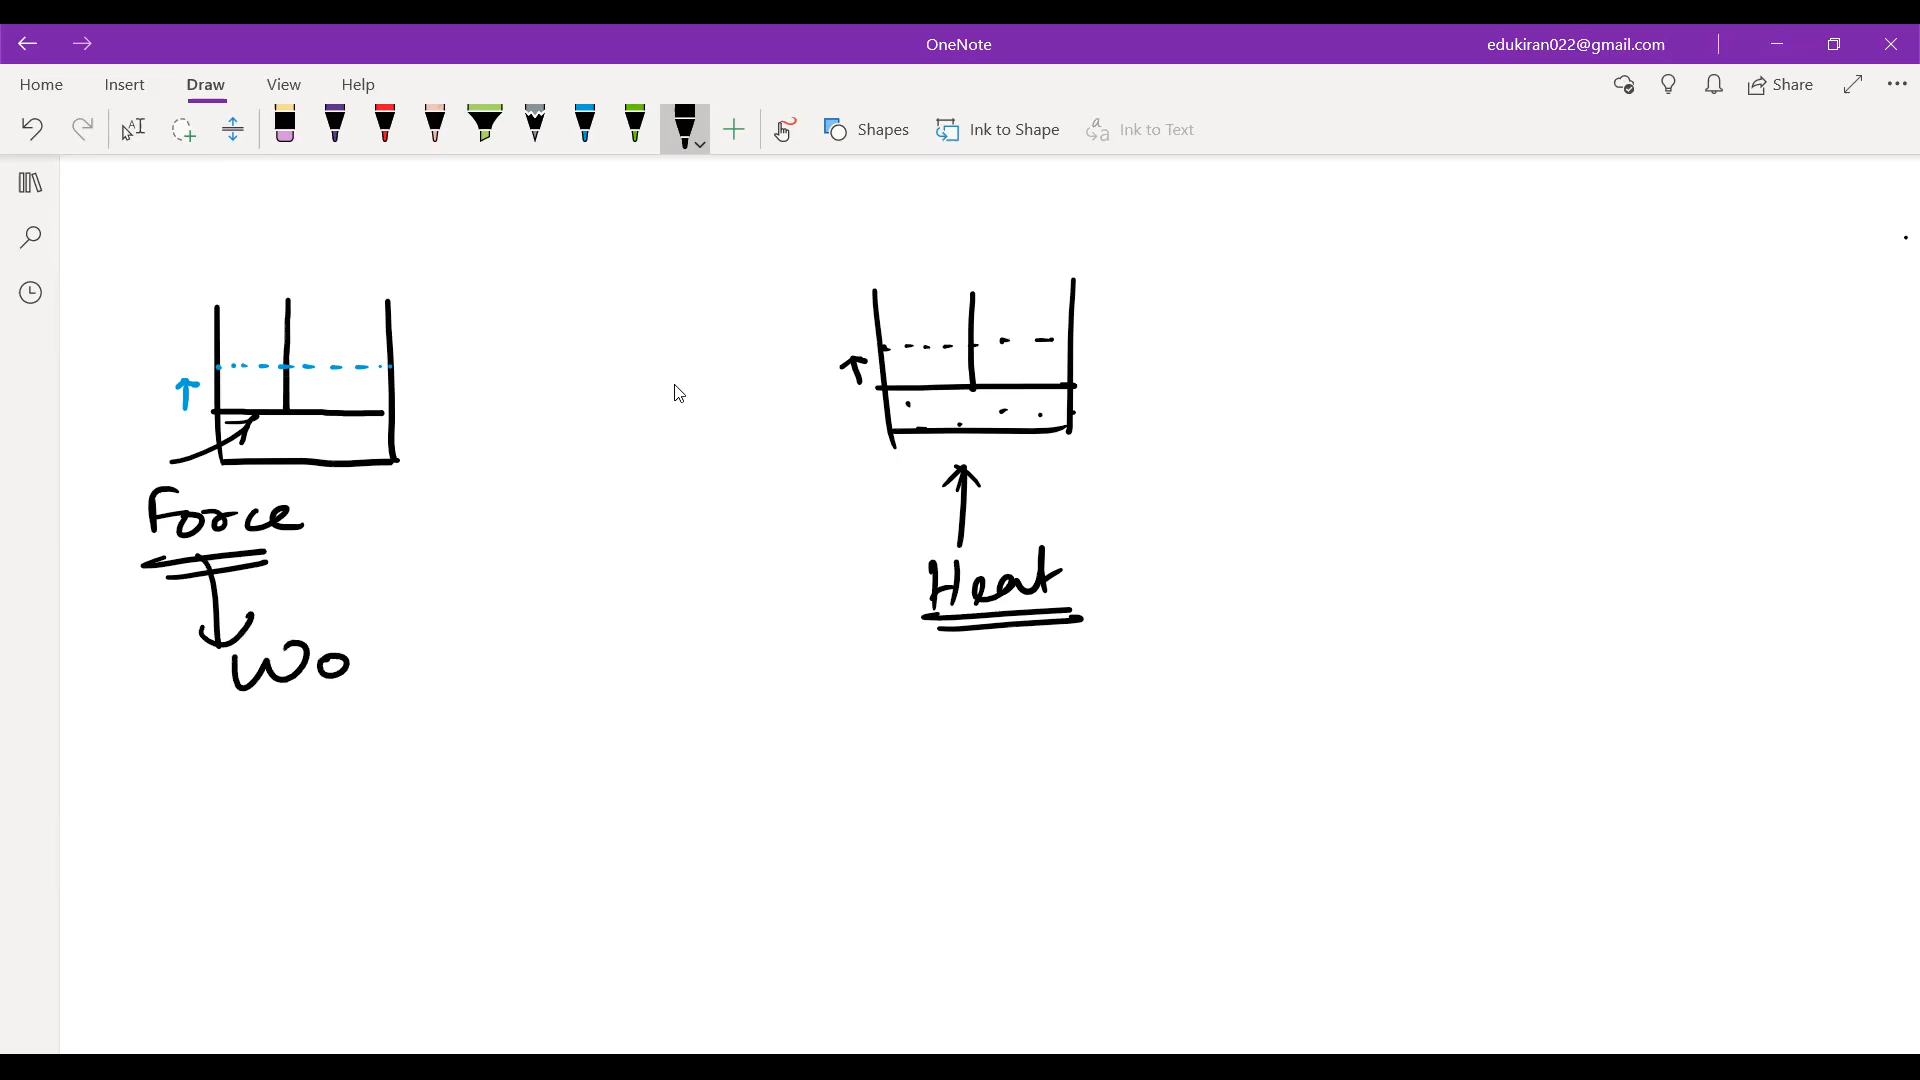 OneNote
edukiran022@gmail.com
Home Insert Draw View Help
Share
Shapes Ink to Shape Ink to Text
Force
Wo
Heat